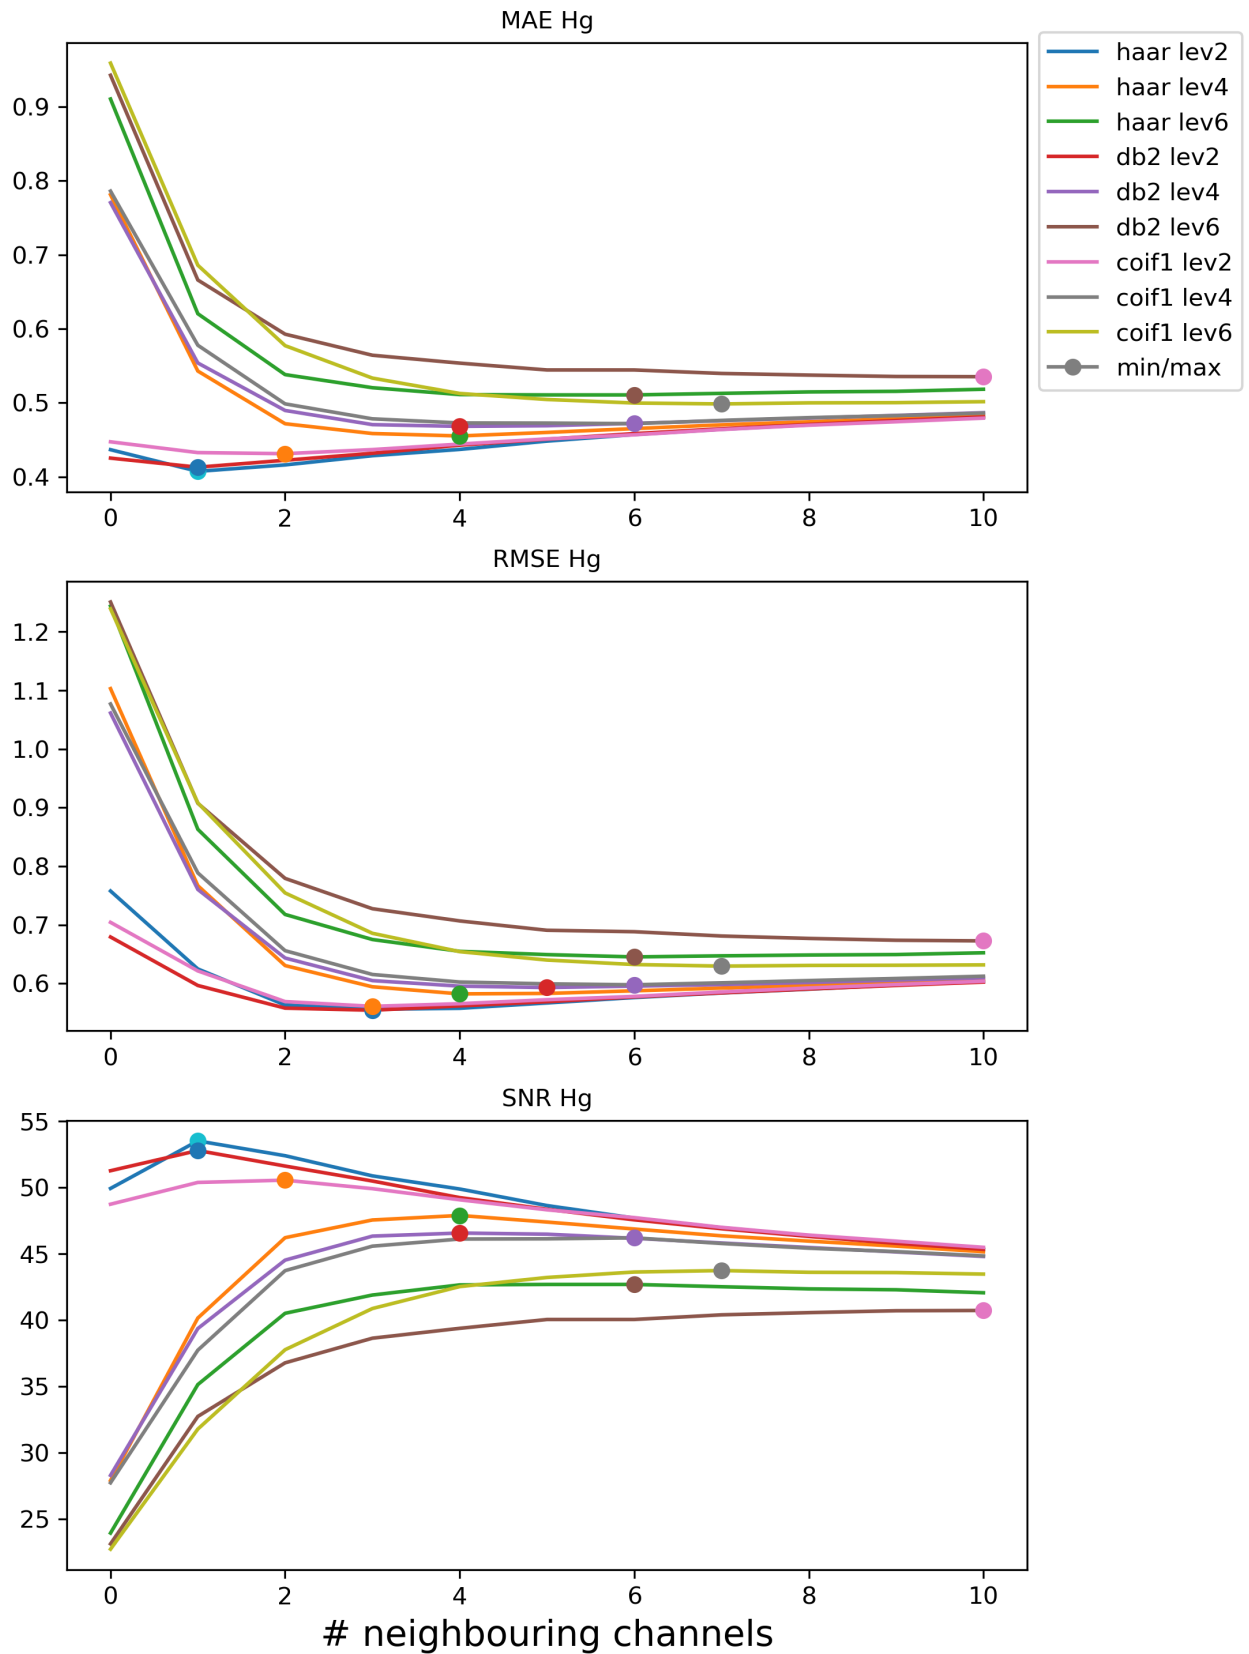 MAE Hg
0.9
0.8
0.7
0.6
0.5
0.4
0 2 4 6 8 10
haar lev2
haar lev4
haar lev6
db2 lev2
db2 lev4
db2 lev6
coif1 lev2
coif1 lev4
coif1 lev6
min/max
RMSE Hg
1.2
1.1
1.0
0.9
0.8
0.7
0.6
0 2 4 6 8 10
SNR Hg
55
50
45
40
35
30
25
0 2 4 6 8 10
# neighbouring channels